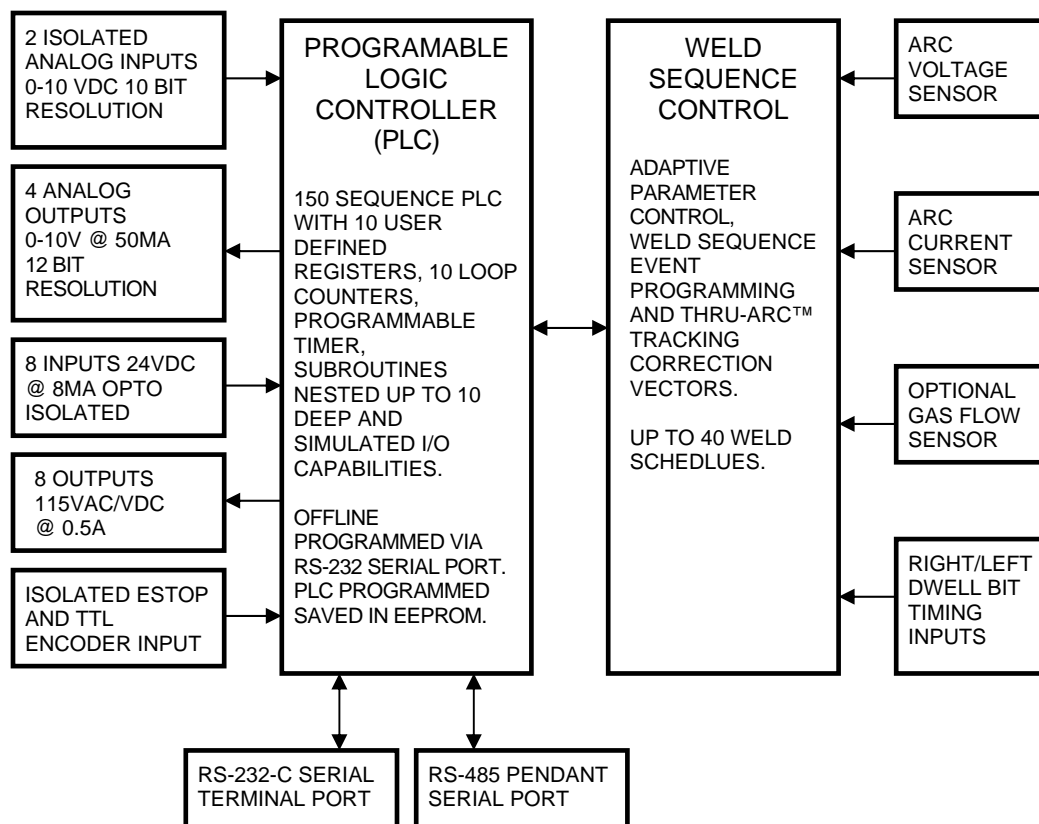 2 ISOLATED
ANALOG INPUTS
0-10 VDC 10 BIT
RESOLUTION
4 ANALOG
OUTPUTS
0-10V @ 50MA
12 BIT
RESOLUTION
8 INPUTS 24VDC
@ 8MA OPTO
ISOLATED
8 OUTPUTS
115VAC/VDC
@ 0.5A
ISOLATED ESTOP
AND TTL
ENCODER INPUT
PROGRAMABLE
LOGIC
CONTROLLER
(PLC)
150 SEQUENCE PLC
WITH 10 USER
DEFINED
REGISTERS, 10 LOOP
COUNTERS,
PROGRAMMABLE
TIMER,
SUBROUTINES
NESTED UP TO 10
DEEP AND
SIMULATED I/O
CAPABILITIES.
OFFLINE
PROGRAMMED VIA
RS-232 SERIAL PORT.
PLC PROGRAMMED
SAVED IN EEPROM.
WELD
SEQUENCE
CONTROL
ADAPTIVE
PARAMETER
CONTROL,
WELD SEQUENCE
EVENT
PROGRAMMING
AND THRU-ARC™
TRACKING
CORRECTION
VECTORS.
UP TO 40 WELD
SCHEDLUES.
ARC
VOLTAGE
SENSOR
ARC
CURRENT
SENSOR
OPTIONAL
GAS FLOW
SENSOR
RIGHT/LEFT
DWELL BIT
TIMING
INPUTS
RS-232-C SERIAL
TERMINAL PORT
RS-485 PENDANT
SERIAL PORT